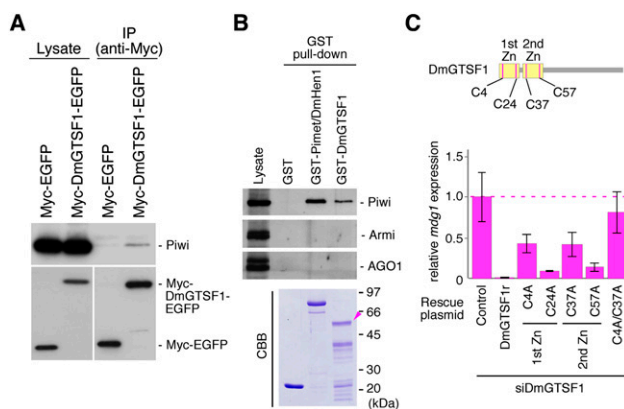 A
IP
Lysate (anti-Myc)
Myc-EGFP
Myc-DmGTSF1-EGFP
Myc-EGFP
Myc-DmGTSF1-EGFP
- Piwi
- Myc-
DmGTSF1-
EGFP
- Myc-EGFP
B
GST
pull-down
Lysate
GST
GST-Pimet/DmHen1
GST-DmGTSF1
- Piwi
- Armi
- AGO1
CBB
97
66
45
30
20
(kDa)
C
1st 2nd
Zn Zn
DmGTSF1
C4 C57
C24 C37
relative mdg1 expression
1.5
1.0
0.5
0
Rescue
plasmid
Control
DmGTSF1r
C4A
C24A
C37A
C57A
C4A/C37A
1st Zn
2nd Zn
siDmGTSF1